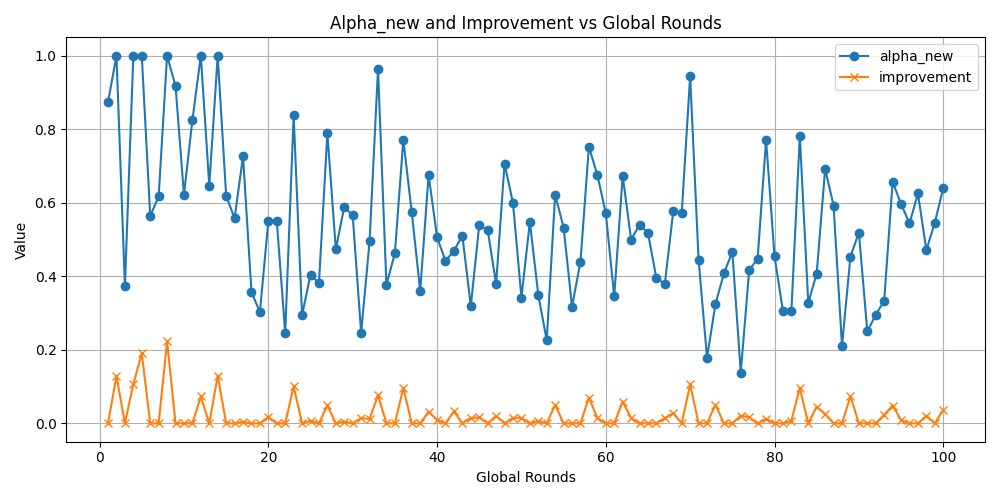 Alpha_new and Improvement vs Global Rounds
alpha_new
improvement
Value
1.0
0.8
0.6
0.4
0.2
0.0
0
20
40
60
80
100
Global Rounds